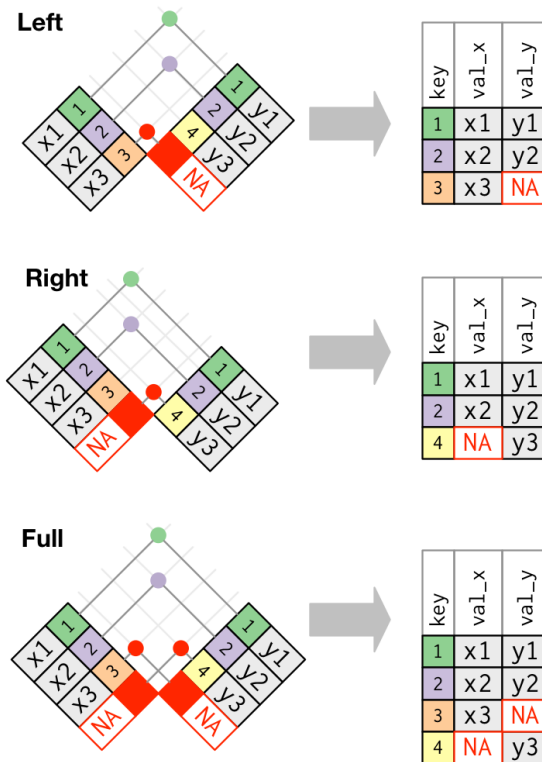 Left
1 x1
2 x2
3 x3
1 y1
2 y2
4 y3
NA
key val_x val_y
1 x1 y1
2 x2 y2
3 x3 NA
Right
1 x1
2 x2
3 x3
NA
1 y1
2 y2
4 y3
key val_x val_y
1 x1 y1
2 x2 y2
4 NA y3
Full
1 x1
2 x2
3 x3
NA
1 y1
2 y2
4 y3
NA
key val_x val_y
1 x1 y1
2 x2 y2
3 x3 NA
4 NA y3